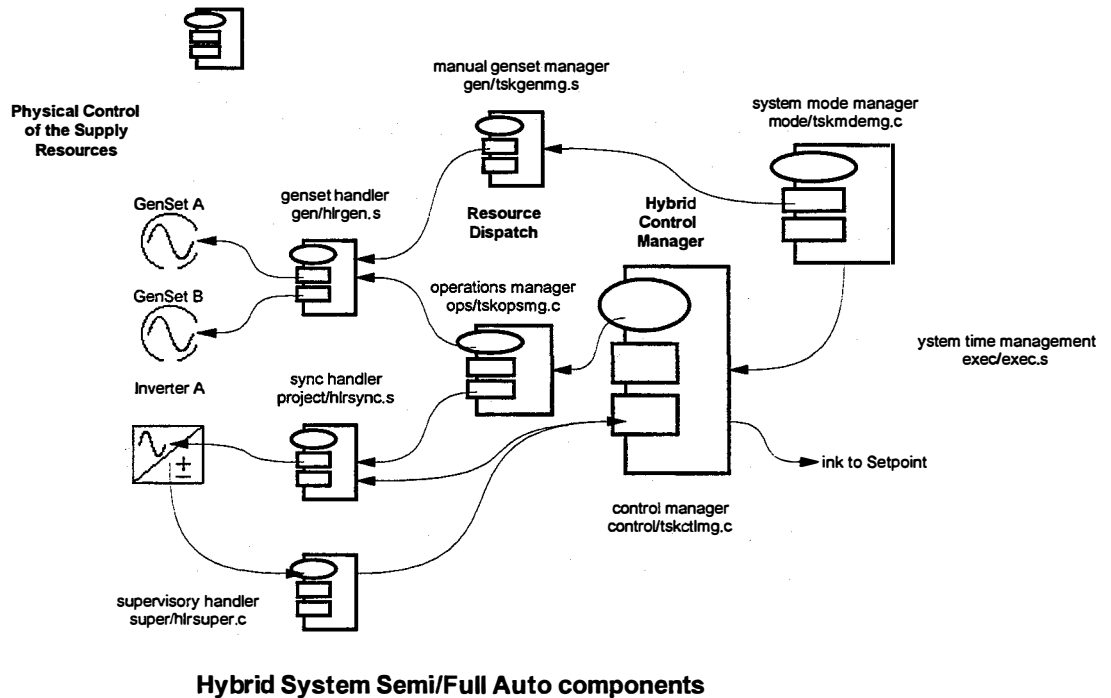 manual genset manager
gen/tskgenmg.s
system mode manager
mode/tskmdemg.c
Physical Control
of the Supply
Resources
genset handler
gen/hlrgen.s
GenSet A
Resource
Dispatch
Hybrid
Control
Manager
operations manager
ops/tskopsmg.c
GenSet B
ystem time management
exec/exec.s
Inverter A
sync handler
project/hlrsync.s
±
ink to Setpoint
control manager
control/tskctlmg.c
supervisory handler
super/hlrsuper.c
Hybrid System Semi/Full Auto components